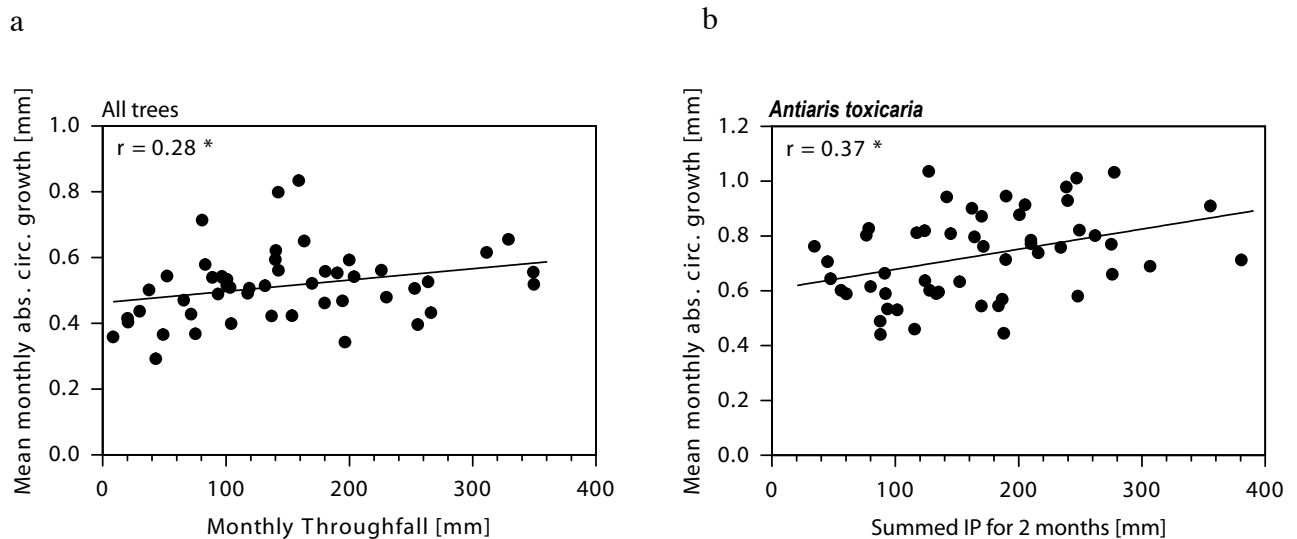 a
All trees
r = 0.28 *
Mean monthly abs. circ. growth [mm]
1.0
0.8
0.6
0.4
0.2
0.0
0 100 200 300 400
Monthly Throughfall [mm]
b
Antiaris toxicaria
r = 0.37 *
Mean monthly abs. circ. growth [mm]
1.2
1.0
0.8
0.6
0.4
0.2
0.0
0 100 200 300 400
Summed IP for 2 months [mm]